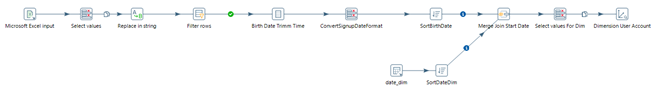 Microsoft Excel input
Select values
Replace in string
Filter rows
Birth Date Trimm Time
ConvertSignupDateFormat
SortBirthDate
Merge Join Start Date
Select values For Dim
Dimension User Account
date_dim
SortDateDim